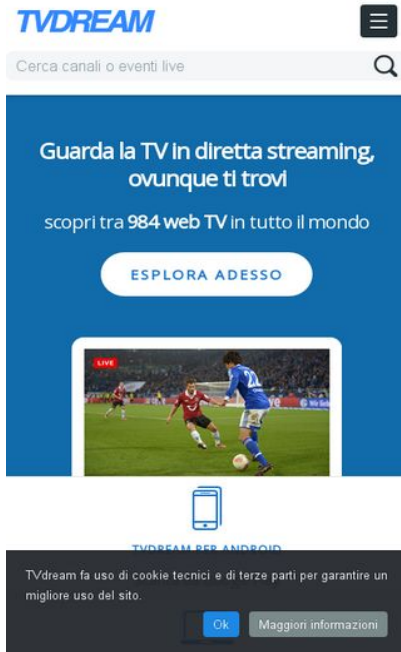 TVDREAM
Cerca canali o eventi live
Guarda la TV in diretta streaming,
ovunque ti trovi
scopri tra 984 web TV in tutto il mondo
ESPLORA ADESSO
LIVE
22
TVDREAM PER ANDROID
TVdream fa uso di cookie tecnici e di terze parti per garantire un
migliore uso del sito.
Ok
Maggiori informazioni